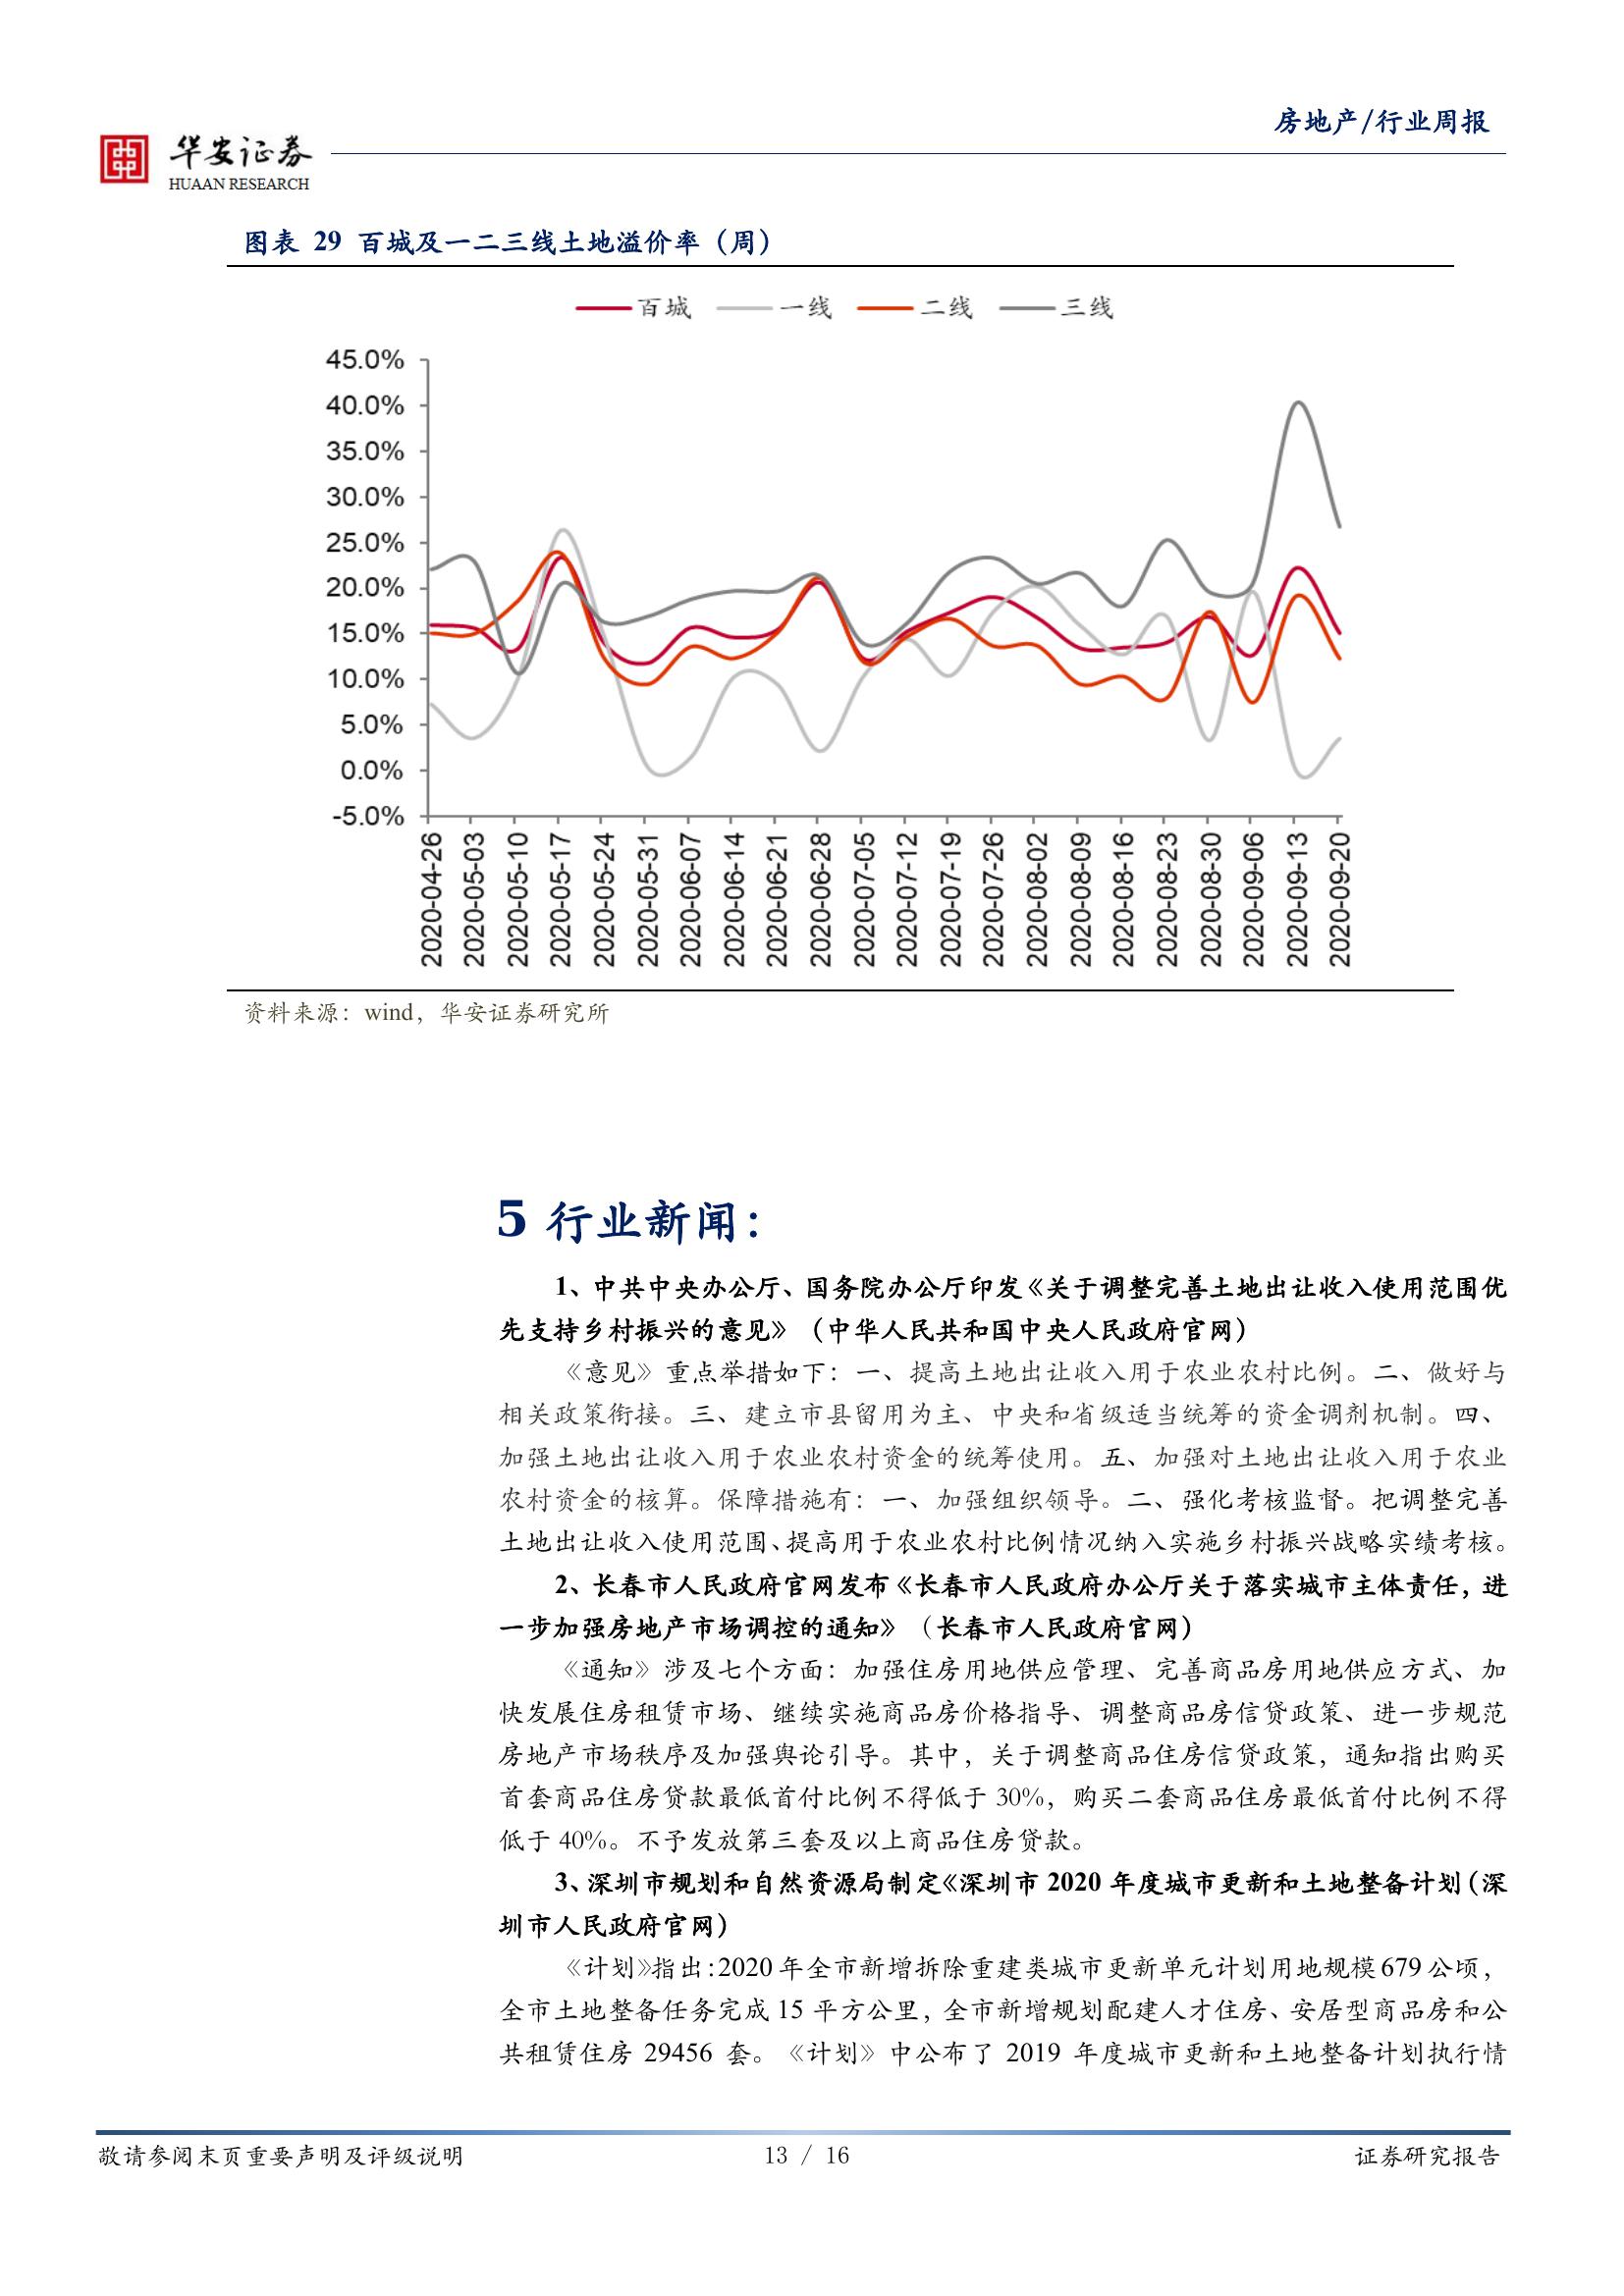 房地产/行业周报
华安证券
HUAAN RESEARCH
图表 29 百城及一二三线土地溢价率（周）
百城 一线 二线 三线
45.0%
40.0%
35.0%
30.0%
25.0%
20.0%
15.0%
10.0%
5.0%
0.0%
-5.0%
2020-04-26
2020-05-03
2020-05-10
2020-05-17
2020-05-24
2020-05-31
2020-06-07
2020-06-14
2020-06-21
2020-06-28
2020-07-05
2020-07-12
2020-07-19
2020-07-26
2020-08-02
2020-08-09
2020-08-16
2020-08-23
2020-08-30
2020-09-06
2020-09-13
2020-09-20
资料来源：wind，华安证券研究所
5 行业新闻：
1、中共中央办公厅、国务院办公厅印发《关于调整完善土地出让收入使用范围优
先支持乡村振兴的意见》（中华人民共和国中央人民政府官网）
《意见》重点举措如下：一、提高土地出让收入用于农业农村比例。二、做好与
相关政策衔接。三、建立市县留用为主、中央和省级适当统筹的资金调剂机制。四、
加强土地出让收入用于农业农村资金的统筹使用。五、加强对土地出让收入用于农业
农村资金的核算。保障措施有：一、加强组织领导。二、强化考核监督。把调整完善
土地出让收入使用范围、提高用于农业农村比例情况纳入实施乡村振兴战略实绩考核。
2、长春市人民政府官网发布《长春市人民政府办公厅关于落实城市主体责任，进
一步加强房地产市场调控的通知》（长春市人民政府官网）
《通知》涉及七个方面：加强住房用地供应管理、完善商品房用地供应方式、加
快发展住房租赁市场、继续实施商品房价格指导、调整商品房信贷政策、进一步规范
房地产市场秩序及加强舆论引导。其中，关于调整商品住房信贷政策，通知指出购买
首套商品住房贷款最低首付比例不得低于 30%，购买二套商品住房最低首付比例不得
低于 40%。不予发放第三套及以上商品住房贷款。
3、深圳市规划和自然资源局制定《深圳市 2020 年度城市更新和土地整备计划（深
圳市人民政府官网）
《计划》指出：2020 年全市新增拆除重建类城市更新单元计划用地规模 679 公顷，
全市土地整备任务完成 15 平方公里，全市新增规划配建人才住房、安居型商品房和公
共租赁住房 29456 套。《计划》中公布了 2019 年度城市更新和土地整备计划执行情
敬请参阅末页重要声明及评级说明
13 / 16
证券研究报告